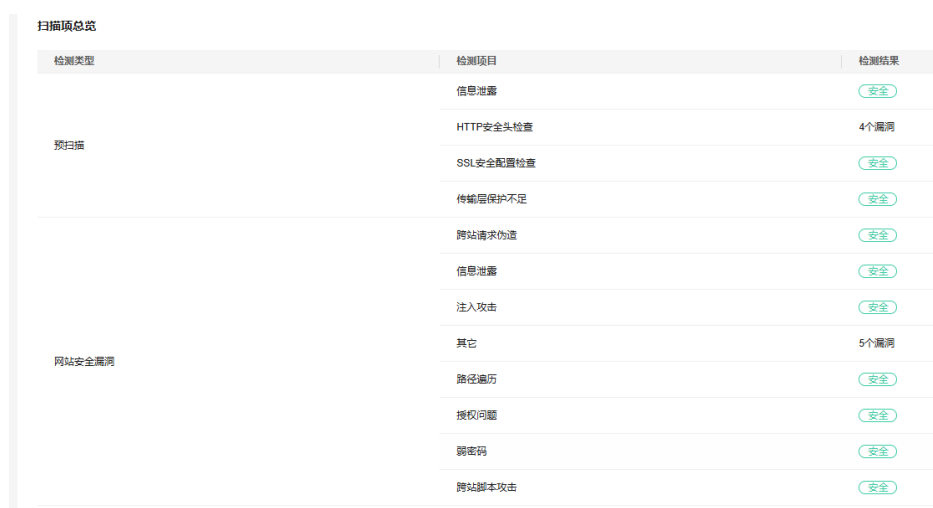 扫描项总览
检测类型 检测项目 检测结果
预扫描
信息泄露 安全
HTTP安全头检查 4个漏洞
SSL安全配置检查 安全
传输层保护不足 安全
网站安全漏洞
跨站请求伪造 安全
信息泄露 安全
注入攻击 安全
其它 5个漏洞
路径遍历 安全
授权问题 安全
弱密码 安全
跨站脚本攻击 安全